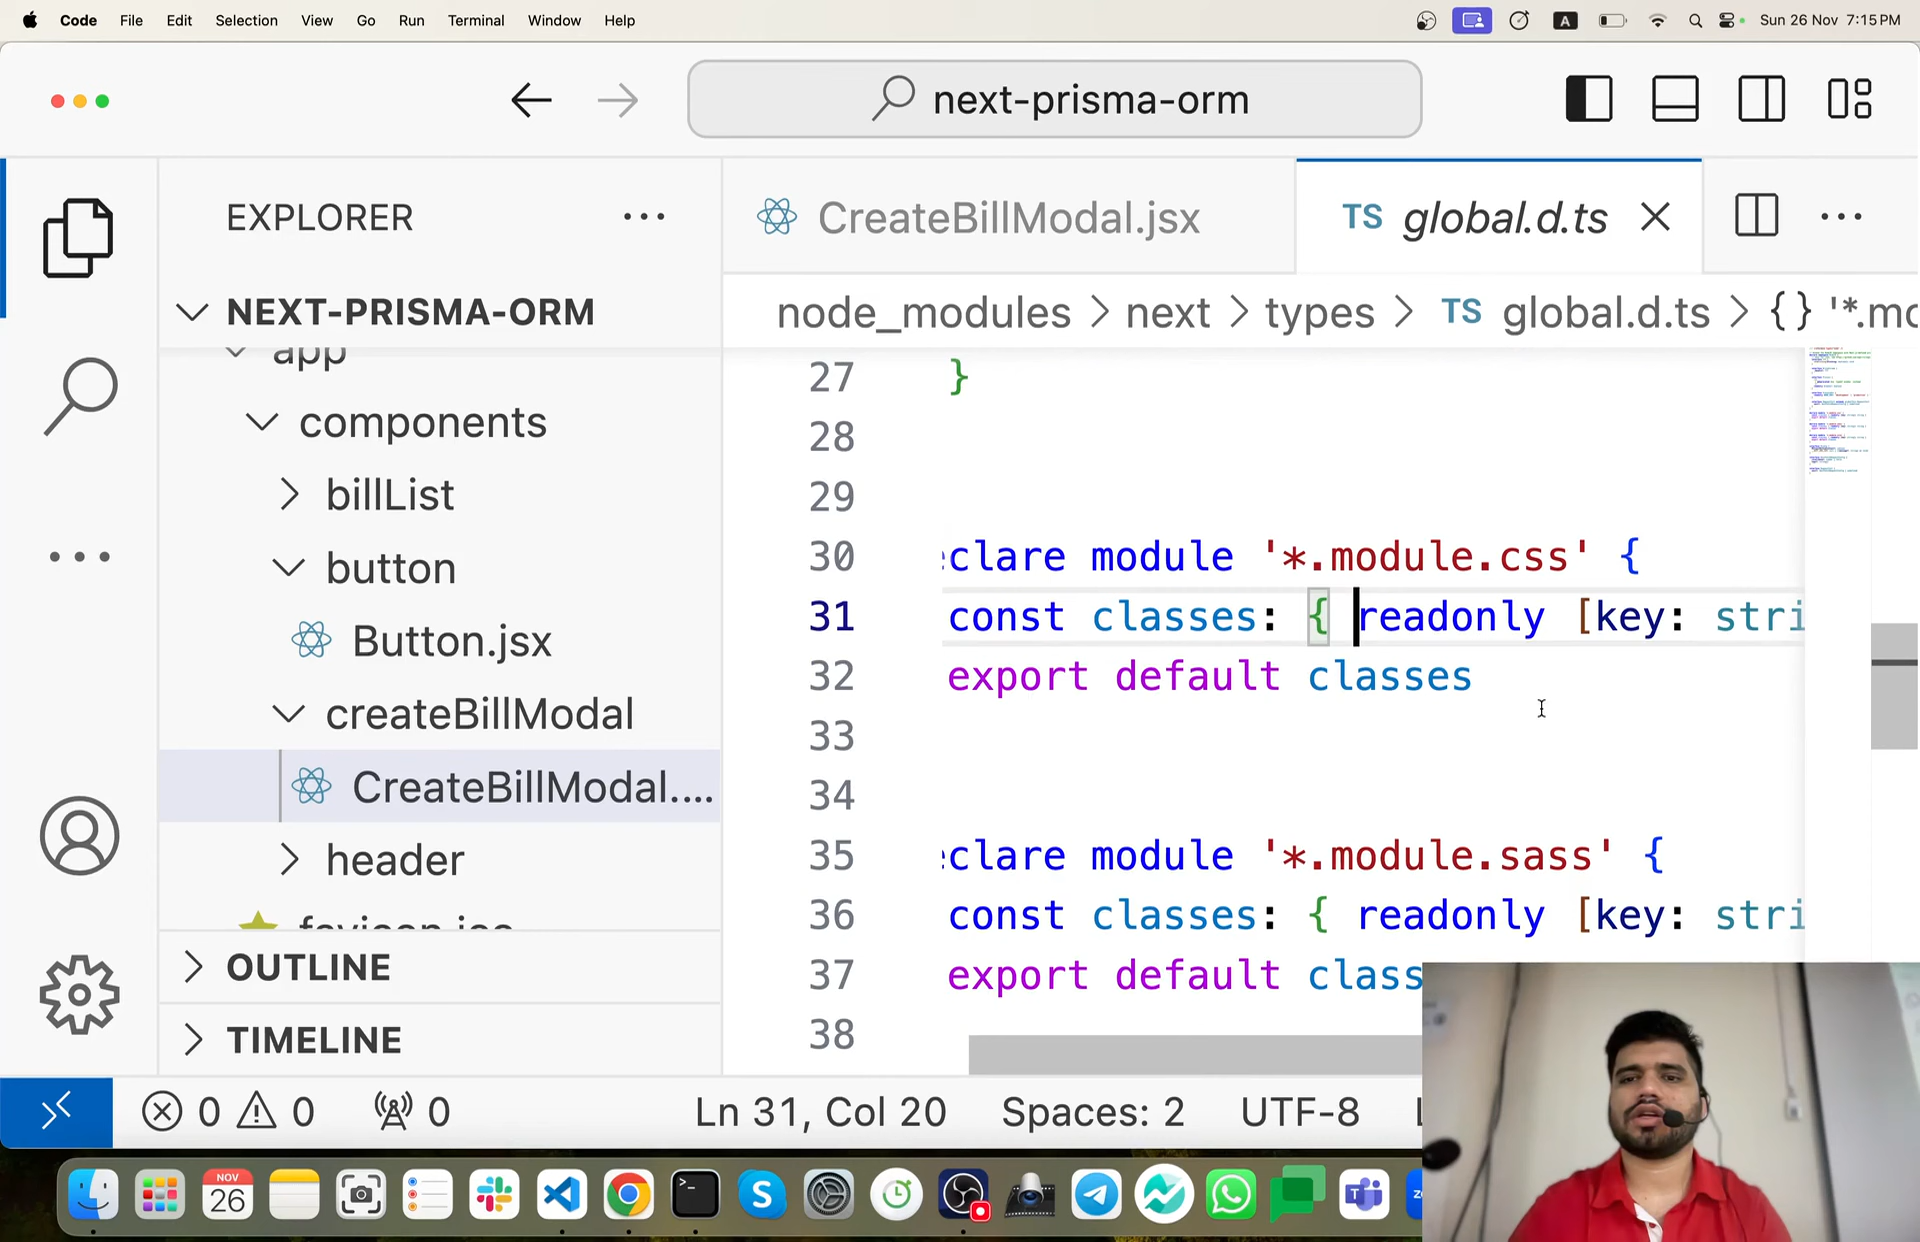 Code File Edit Selection View Go Run Terminal Window Help
A
Sun 26 Nov 7:15 PM
next-prisma-orm
EXPLORER
CreateBillModal.jsx
TS global.d.ts
NEXT-PRISMA-ORM
node_modules > next > types > TS global.d.ts > {} '*.mo
app
components
billList
button
Button.jsx
createBillModal
CreateBillModal....
header
favicon.ico
OUTLINE
TIMELINE
27 }
28
29
30 clare module '*.module.css' {
31 const classes: { readonly [key: stri
32 export default classes
33
34
35 clare module '*.module.sass' {
36 const classes: { readonly [key: stri
37 export default class
38
0 0 0
Ln 31, Col 20 Spaces: 2 UTF-8 L
NOV
26
S
T
zo